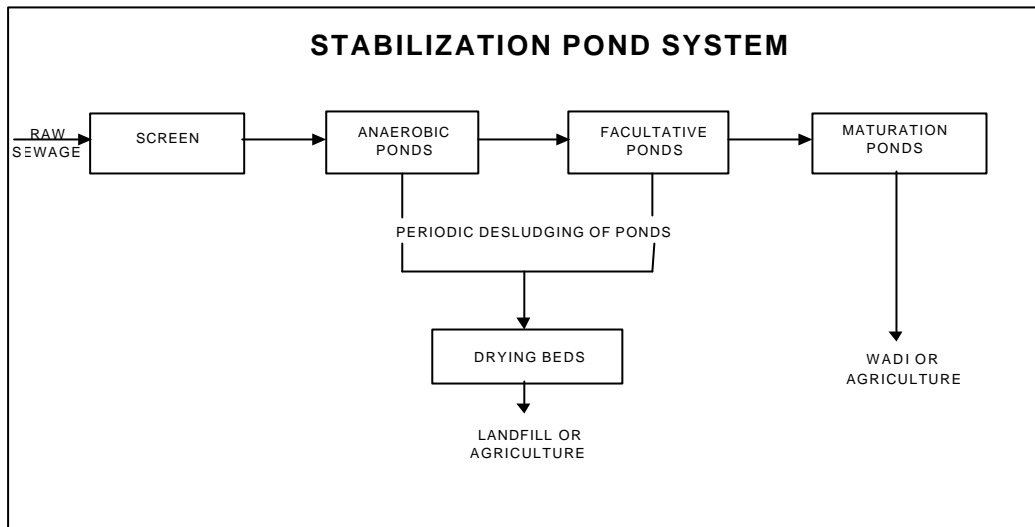 STABILIZATION POND SYSTEM
RAW
SEWAGE
SCREEN
ANAEROBIC
PONDS
FACULTATIVE
PONDS
MATURATION
PONDS
PERIODIC DESLUDGING OF PONDS
DRYING BEDS
WADI OR
AGRICULTURE
LANDFILL OR
AGRICULTURE